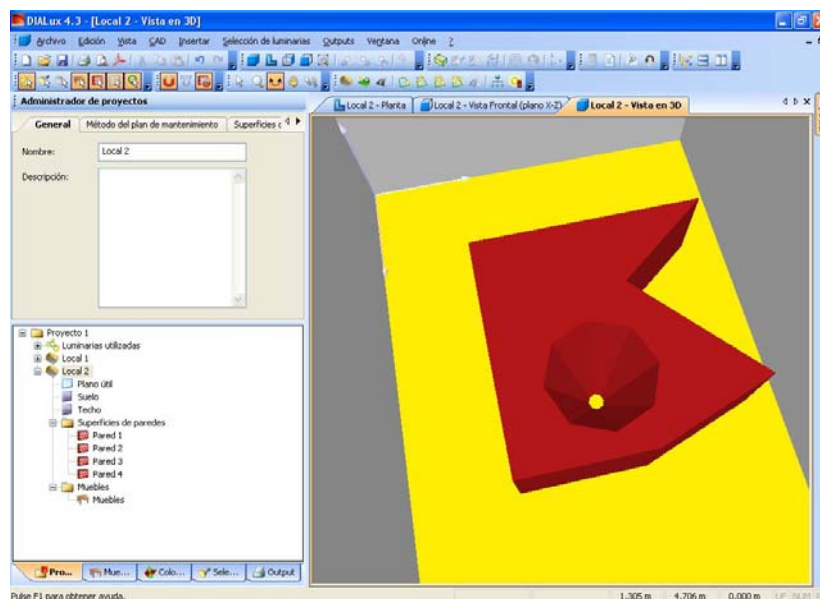 DIALux 4.3 - [Local 2 - Vista en 3D]
Archivo Edición Vista CAD Insertar Selección de luminarias Outputs Ventana Online ?
Administrador de proyectos
Local 2 - Planta Local 2 - Vista Frontal (plano X-Z) Local 2 - Vista en 3D
General Método del plan de mantenimiento Superficies c
Nombre: Local 2
Descripción:
Proyecto 1
Luminarias utilizadas
Local 1
Local 2
Plano útil
Suelo
Techo
Superficies de paredes
Pared 1
Pared 2
Pared 3
Pared 4
Muebles
Muebles
Pro... Mue... Colo... Sele... Output
Pulse F1 para obtener ayuda. 1.305 m 4.706 m 0.000 m